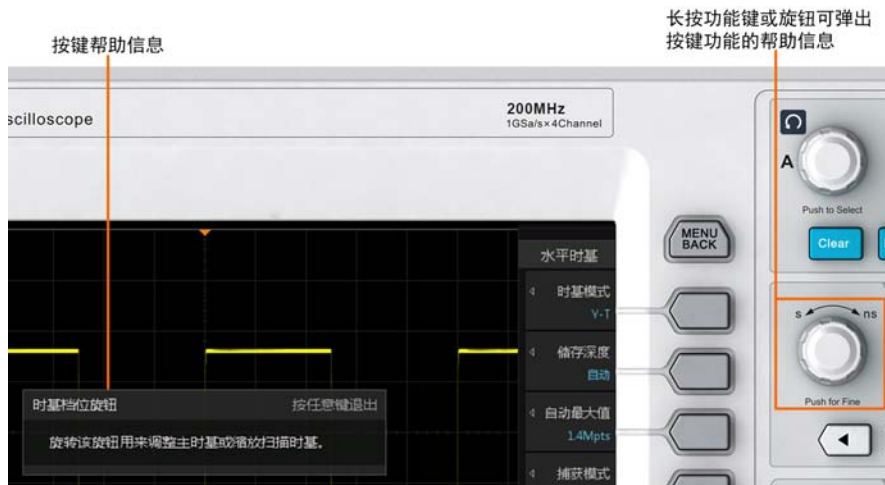 按键帮助信息
长按功能键或旋钮可弹出
按键功能的帮助信息
scilloscope
200MHz
1GSa/s×4Channel
A
Push to Select
MENU
BACK
Clear
水平时基
时基模式
Y-T
储存深度
自动
自动最大值
1.4Mpts
捕获模式
s
ns
Push for Fine
时基档位旋钮
按任意键退出
旋转该旋钮用来调整主时基或缩放扫描时基。